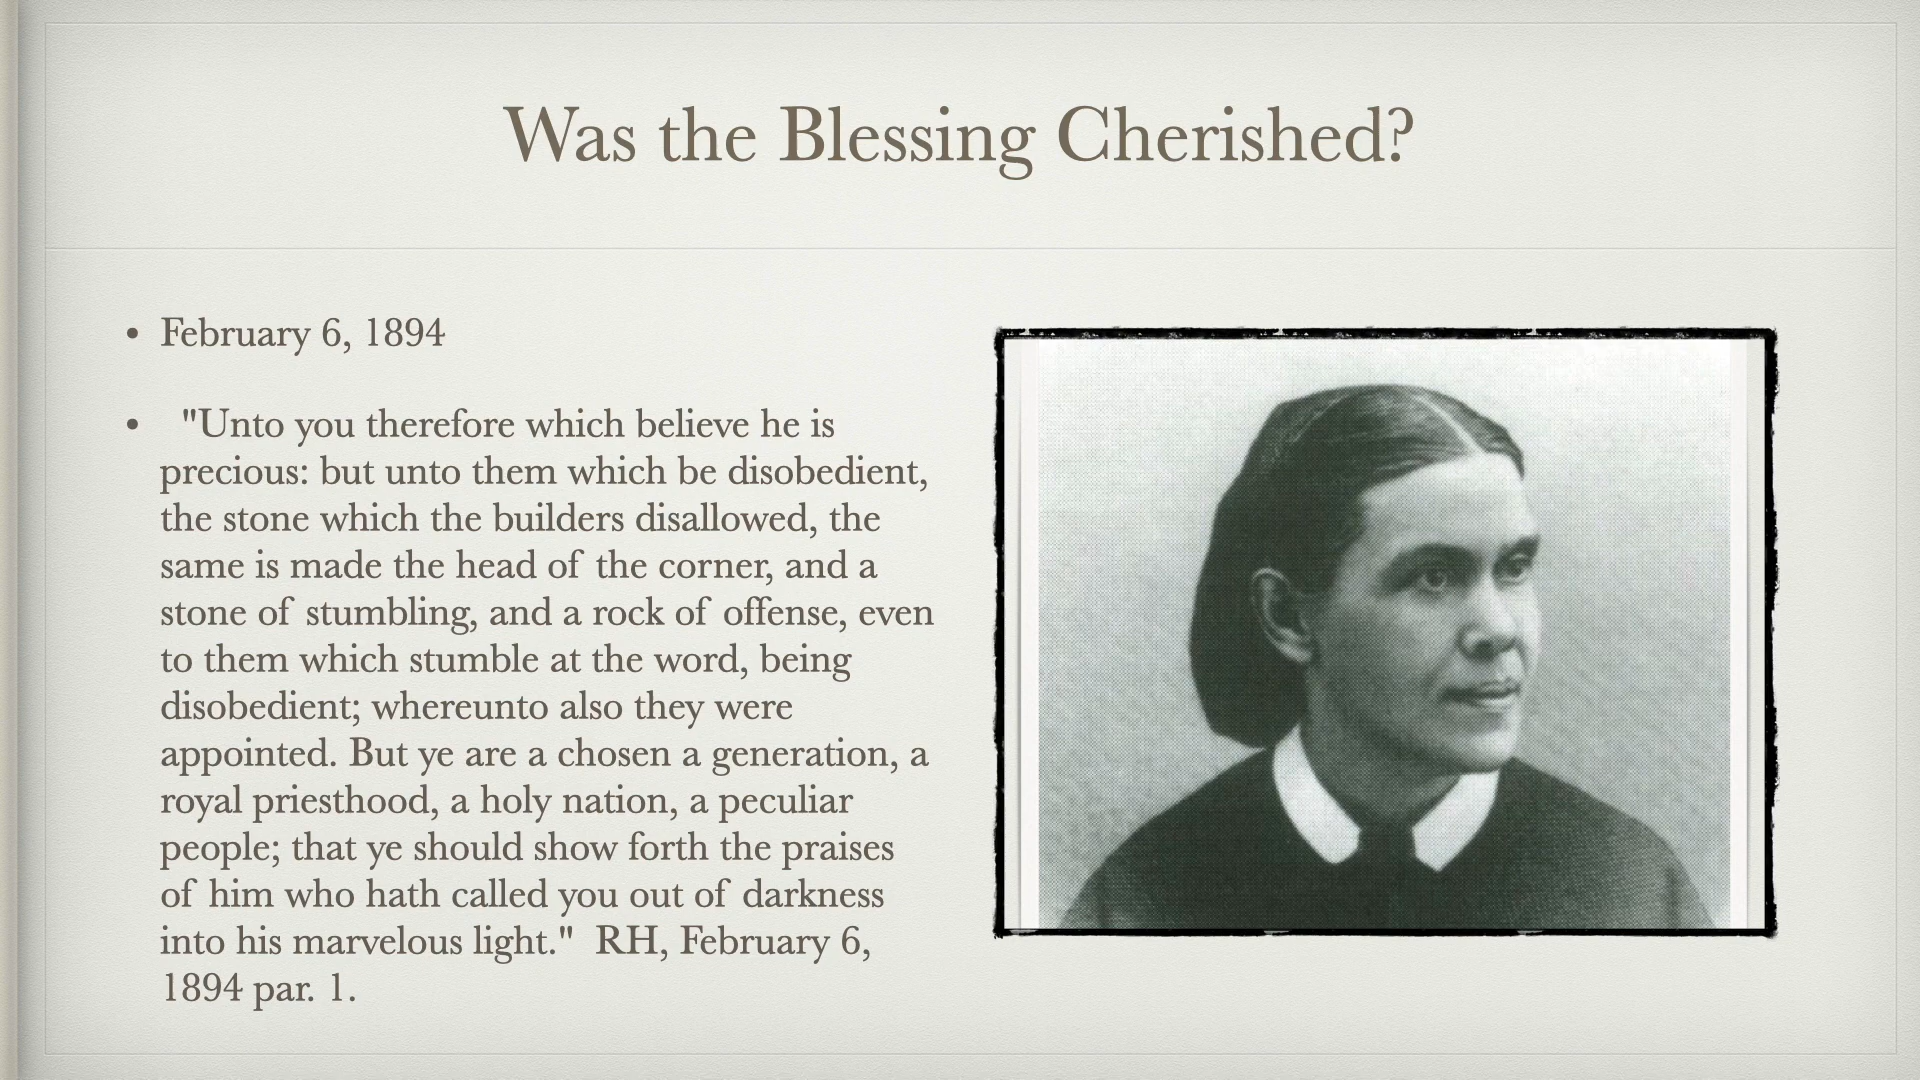 Was the Blessing Cherished?
• February 6, 1894
• "Unto you therefore which believe he is
precious: but unto them which be disobedient,
the stone which the builders disallowed, the
same is made the head of the corner, and a
stone of stumbling, and a rock of offense, even
to them which stumble at the word, being
disobedient; whereunto also they were
appointed. But ye are a chosen a generation, a
royal priesthood, a holy nation, a peculiar
people; that ye should show forth the praises
of him who hath called you out of darkness
into his marvelous light." RH, February 6,
1894 par. 1.